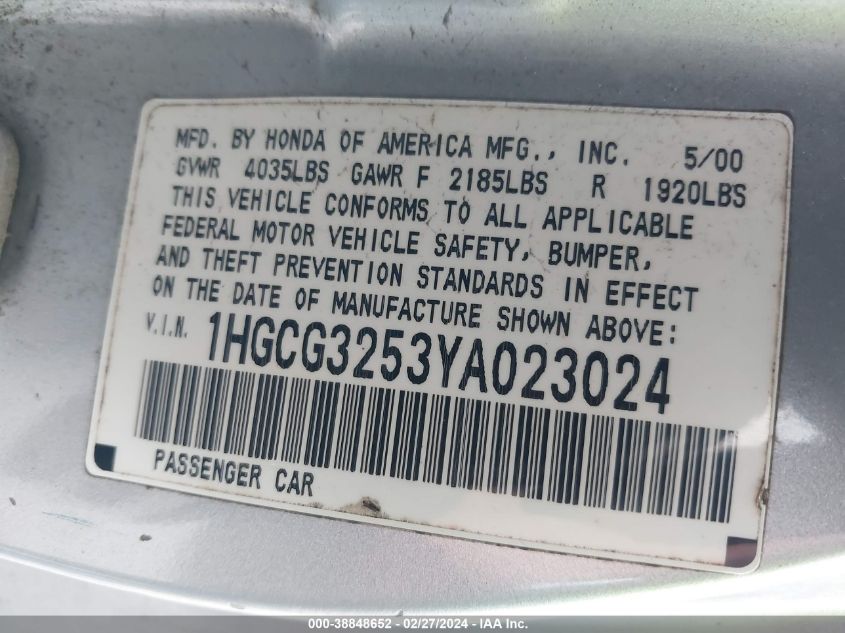 MFD. BY HONDA OF AMERICA MFG., INC. 5/00
GVWR 4035LBS GAWR F 2185LBS R 1920LBS
THIS VEHICLE CONFORMS TO ALL APPLICABLE
FEDERAL MOTOR VEHICLE SAFETY, BUMPER,
AND THEFT PREVENTION STANDARDS IN EFFECT
ON THE DATE OF MANUFACTURE SHOWN ABOVE:
V.I.N. 1HGCG3253YA023024
PASSENGER CAR
000-38848652 - 02/27/2024 - IAA INC.